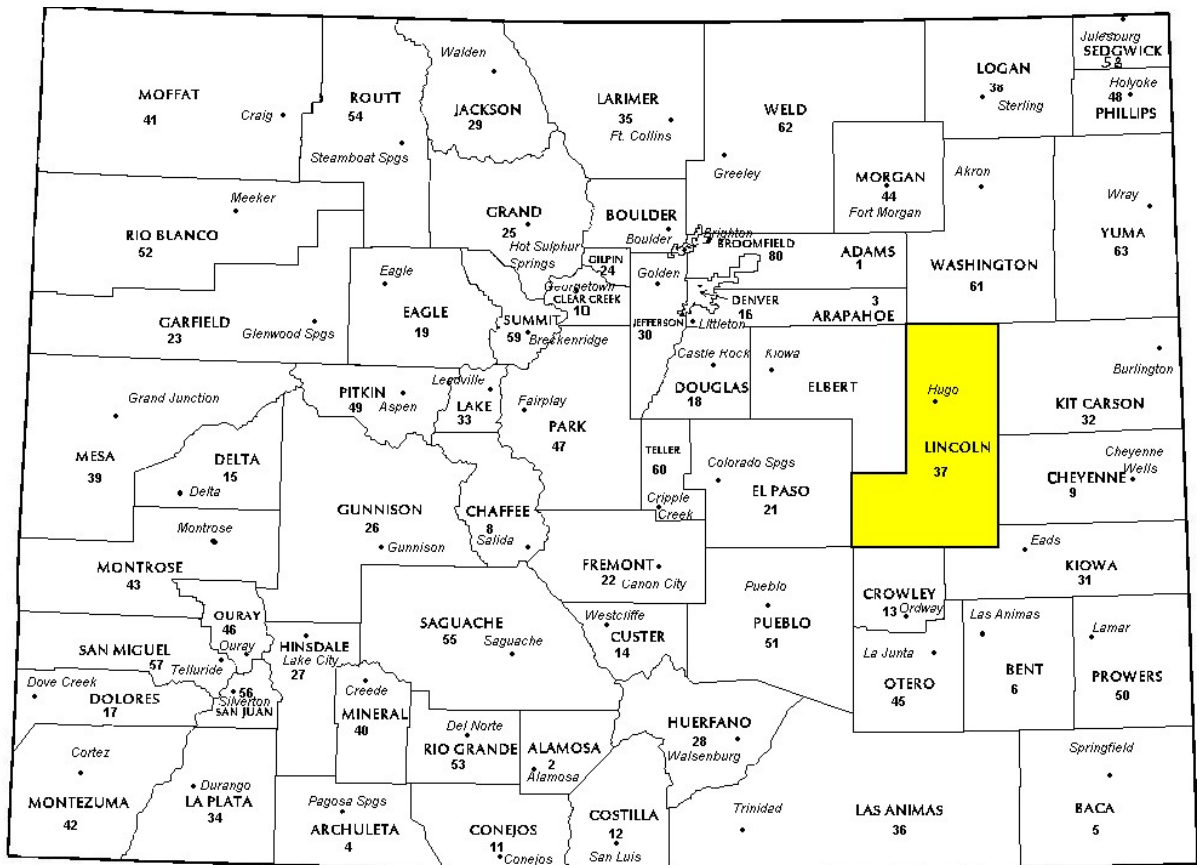 MOFFAT
41
Craig
ROUTT
54
Steamboat Spgs
Walden
JACKSON
29
LARIMER
35
Ft. Collins
WELD
62
Greeley
LOGAN
38
Sterling
Julesburg
SEDGWICK
58
Holyoke
48
PHILLIPS
MORGAN
44
Fort Morgan
Akron
WASHINGTON
61
Wray
YUMA
63
Meeker
RIO BLANCO
52
GRAND
25
Hot Sulphur
Springs
BOULDER
Boulder
Brighton
BROOMFIELD
80
ADAMS
1
GILPIN
24
Golden
Georgetown
CLEAR CREEK
10
JEFFERSON
30
DENVER
16
Littleton
3
ARAPAHOE
GARFIELD
23
Glenwood Spgs
Eagle
EAGLE
19
SUMMIT
59
Breckenridge
Castle Rock
DOUGLAS
18
Kiowa
ELBERT
Hugo
LINCOLN
37
Burlington
KIT CARSON
32
Cheyenne
Wells
CHEYENNE
9
Grand Junction
MESA
39
PITKIN
49
Aspen
Leadville
LAKE
33
Fairplay
PARK
47
DELTA
15
Delta
GUNNISON
26
Gunnison
CHAFFEE
8
Salida
TELLER
60
Cripple
Creek
Colorado Spgs
EL PASO
21
Montrose
MONTROSE
43
FREMONT
22
Canon City
Eads
KIOWA
31
OURAY
46
Ouray
HINSDALE
Lake City
27
SAGUACHE
55
Saguache
Westcliffe
CUSTER
14
Pueblo
PUEBLO
51
CROWLEY
13
Ordway
La Junta
OTERO
45
Las Animas
BENT
6
Lamar
PROWERS
50
SAN MIGUEL
57
Telluride
Dove Creek
DOLORES
17
56
Silverton
SAN JUAN
Creede
MINERAL
40
Del Norte
RIO GRANDE
53
ALAMOSA
2
Alamosa
HUERFANO
28
Walsenburg
Cortez
MONTEZUMA
42
Durango
LA PLATA
34
Pagosa Spgs
ARCHULETA
4
CONEJOS
11
Conejos
COSTILLA
12
San Luis
Trinidad
LAS ANIMAS
36
Springfield
BACA
5